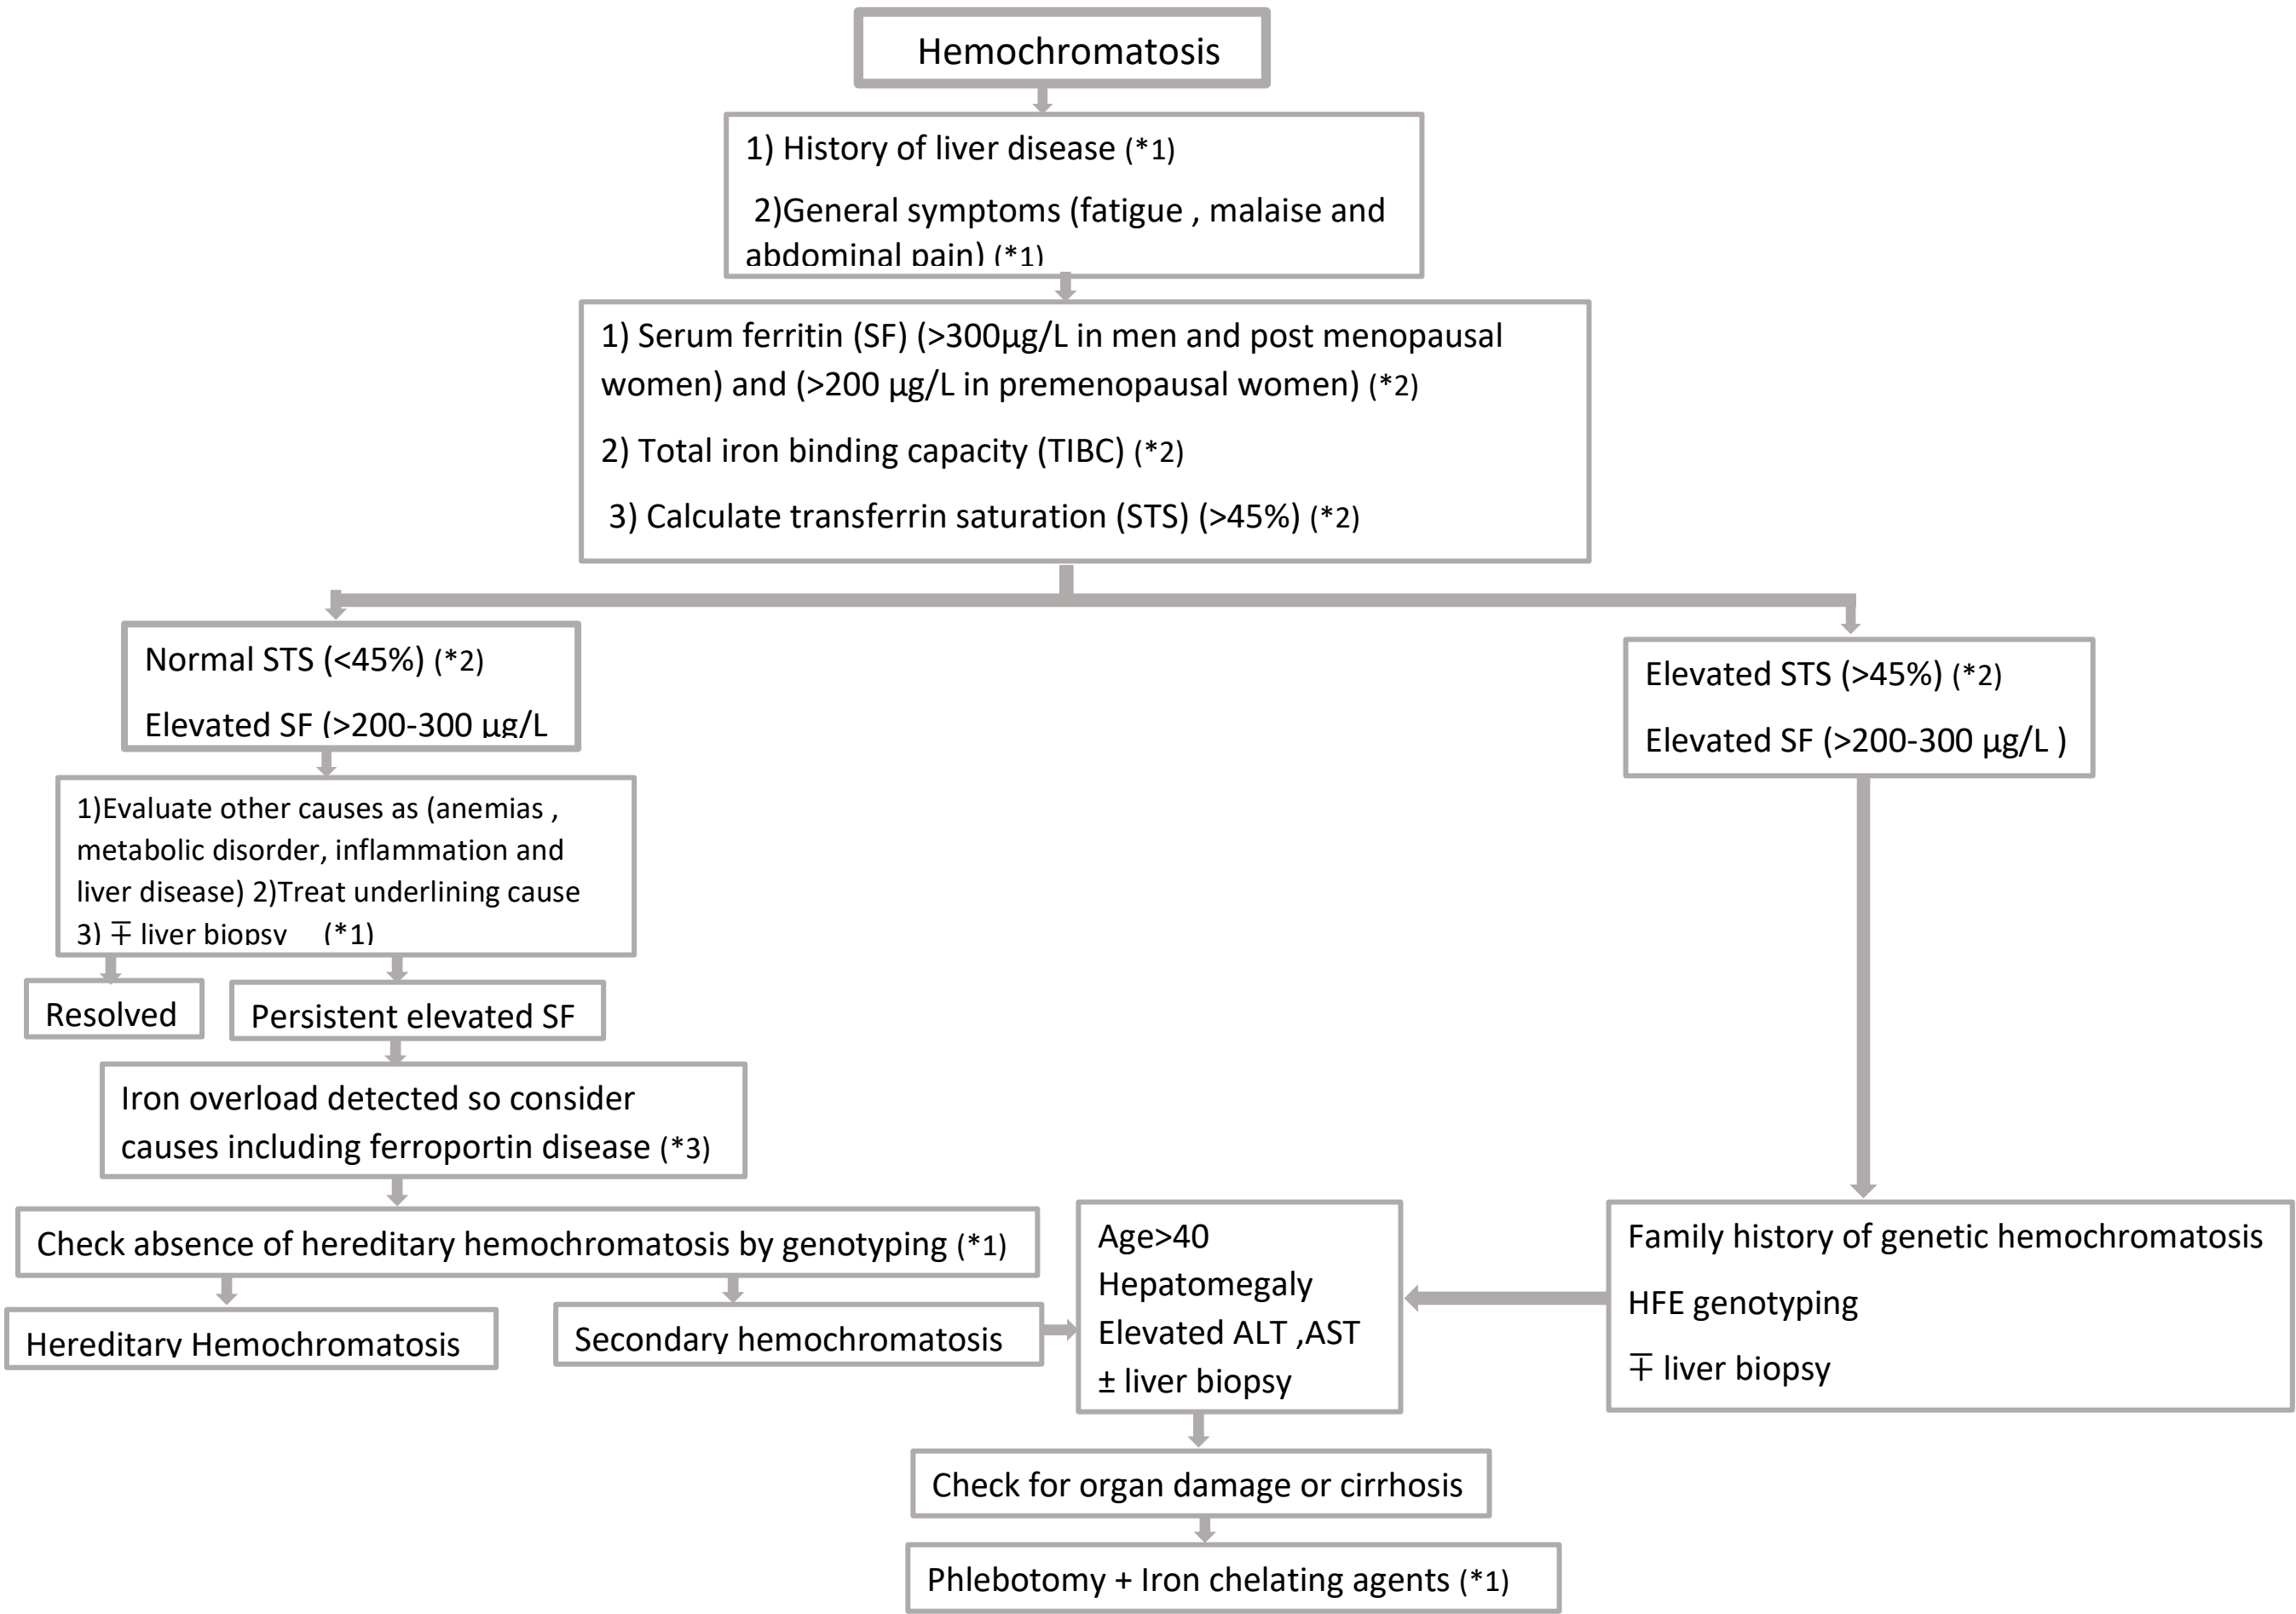 Hemochromatosis
1) History of liver disease (*1)
2)General symptoms (fatigue , malaise and
abdominal pain) (*1)
1) Serum ferritin (SF) (>300µg/L in men and post menopausal
women) and (>200 µg/L in premenopausal women) (*2)
2) Total iron binding capacity (TIBC) (*2)
3) Calculate transferrin saturation (STS) (>45%) (*2)
Normal STS (<45%) (*2)
Elevated SF (>200-300 µg/L
Elevated STS (>45%) (*2)
Elevated SF (>200-300 µg/L )
1)Evaluate other causes as (anemias ,
metabolic disorder, inflammation and
liver disease) 2)Treat underlining cause
3) ∓ liver biopsy (*1)
Resolved
Persistent elevated SF
Iron overload detected so consider
causes including ferroportin disease (*3)
Check absence of hereditary hemochromatosis by genotyping (*1)
Hereditary Hemochromatosis
Secondary hemochromatosis
Age>40
Hepatomegaly
Elevated ALT ,AST
± liver biopsy
Family history of genetic hemochromatosis
HFE genotyping
∓ liver biopsy
Check for organ damage or cirrhosis
Phlebotomy + Iron chelating agents (*1)